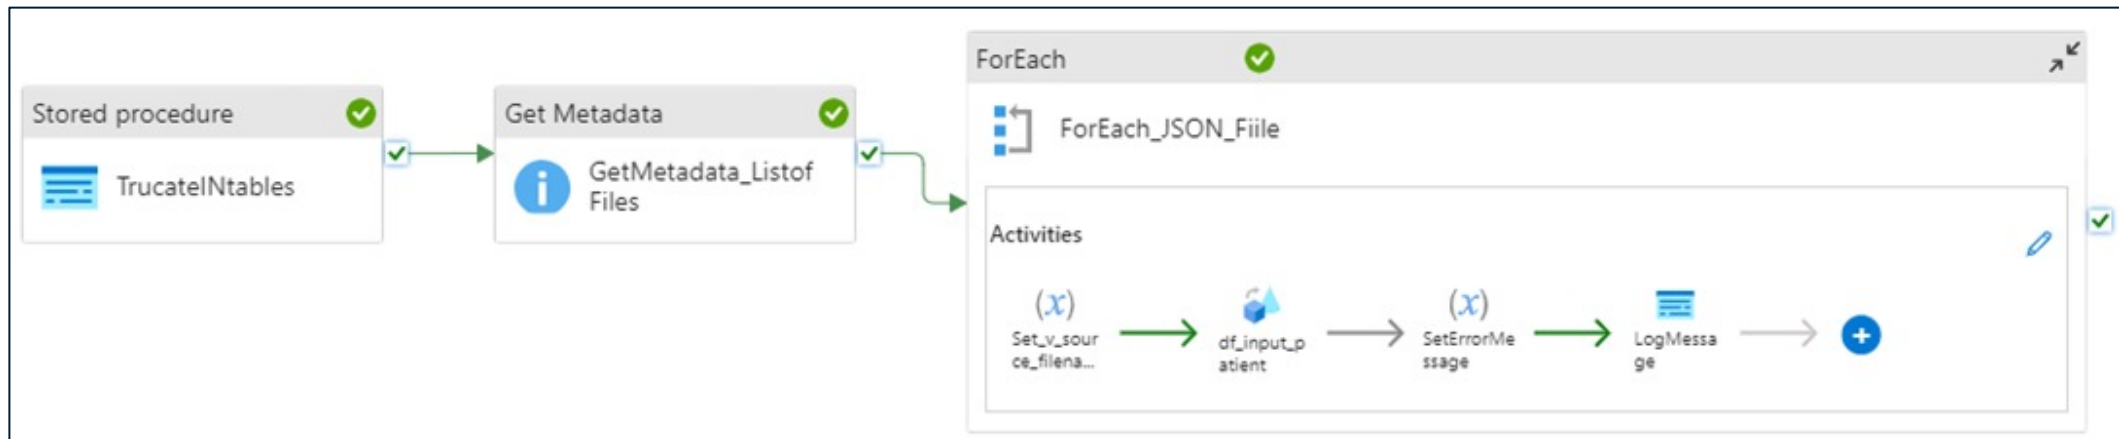 Stored procedure
TrucateINtables
Get Metadata
GetMetadata_Listof
Files
ForEach
ForEach_JSON_Fiile
Activities
(x)
Set_v_sour
ce_filena...
df_input_p
atient
(x)
SetErrorMe
ssage
LogMessa
ge